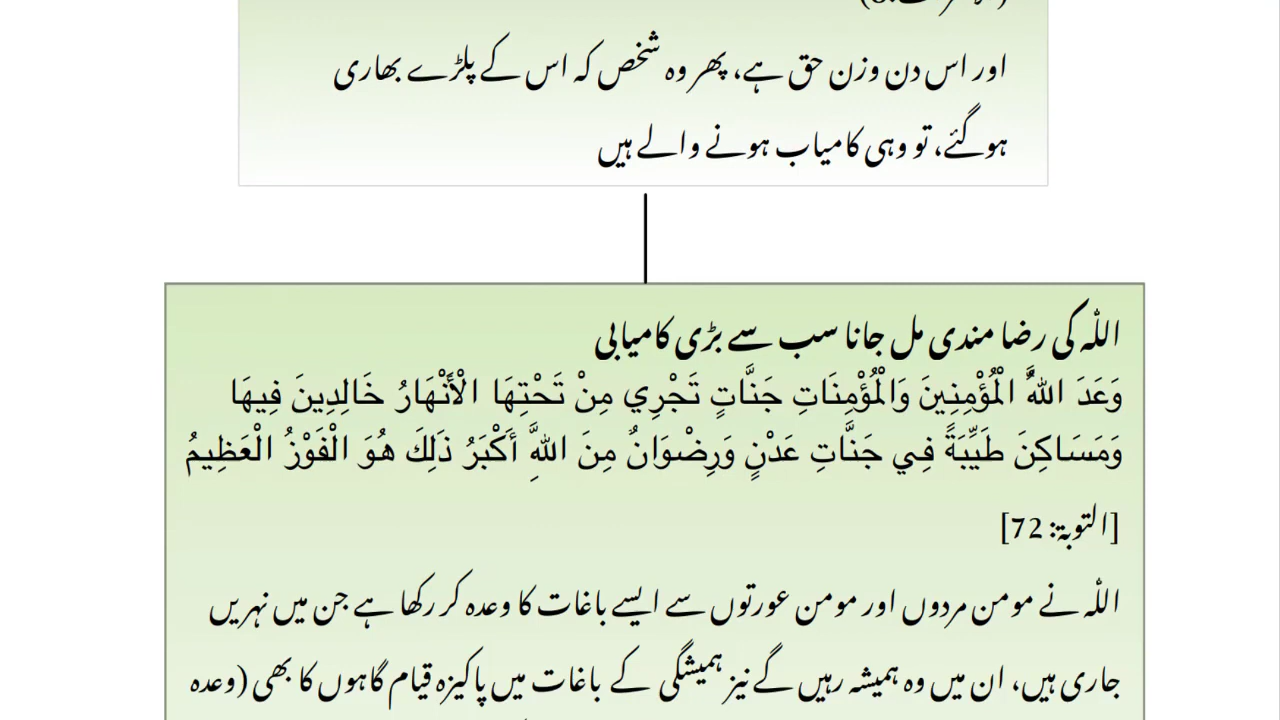 اور اس دن وزن حق ہے، پھر وہ شخص کہ اس کے پلڑے بھاری
ہوگئے، تو وہی کامیاب ہونے والے ہیں
اللہ کی رضا مندی مل جانا سب سے بڑی کامیابی
وَعَدَ اللَّهُ الْمُؤْمِنِينَ وَالْمُؤْمِنَاتِ جَنَّاتٍ تَجْرِي مِنْ تَحْتِهَا الْأَنْهَارُ خَالِدِينَ فِيهَا
وَمَسَاكِنَ طَيِّبَةً فِي جَنَّاتِ عَدْنٍ وَرِضْوَانٌ مِنَ اللَّهِ أَكْبَرُ ذَلِكَ هُوَ الْفَوْزُ الْعَظِيمُ
[التوبۃ: 72]
اللہ نے مومن مردوں اور مومن عورتوں سے ایسے باغات کا وعدہ کر رکھا ہے جن میں نہریں
جاری ہیں، ان میں وہ ہمیشہ رہیں گے نیز ہمیشگی کے باغات میں پاکیزہ قیام گاہوں کا بھی (وعدہ